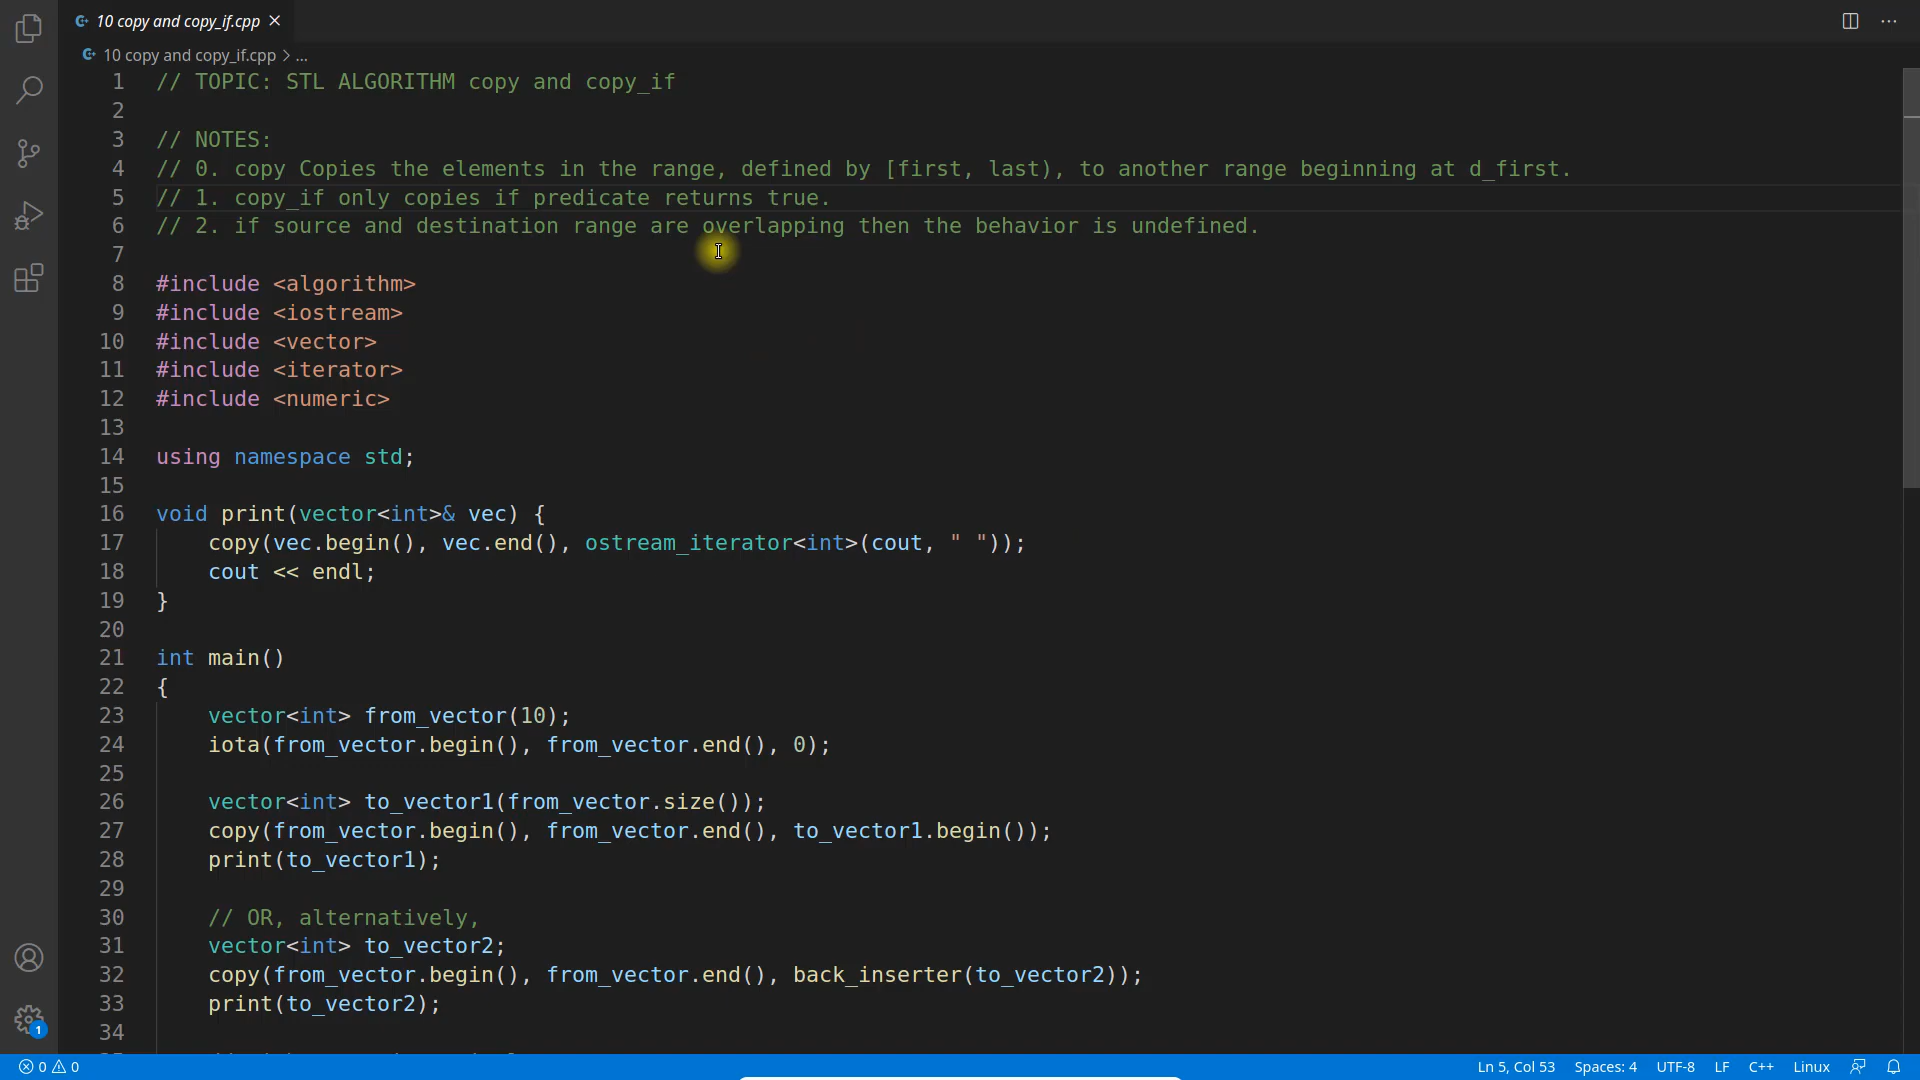 10 copy and copy_if.cpp
10 copy and copy_if.cpp > ...
1 // TOPIC: STL ALGORITHM copy and copy_if
2
3 // NOTES:
4 // 0. copy Copies the elements in the range, defined by [first, last), to another range beginning at d_first.
5 // 1. copy_if only copies if predicate returns true.
6 // 2. if source and destination range are overlapping then the behavior is undefined.
7
8 #include <algorithm>
9 #include <iostream>
10 #include <vector>
11 #include <iterator>
12 #include <numeric>
13
14 using namespace std;
15
16 void print(vector<int>& vec) {
17     copy(vec.begin(), vec.end(), ostream_iterator<int>(cout, " "));
18     cout << endl;
19 }
20
21 int main()
22 {
23     vector<int> from_vector(10);
24     iota(from_vector.begin(), from_vector.end(), 0);
25
26     vector<int> to_vector1(from_vector.size());
27     copy(from_vector.begin(), from_vector.end(), to_vector1.begin());
28     print(to_vector1);
29
30     // OR, alternatively,
31     vector<int> to_vector2;
32     copy(from_vector.begin(), from_vector.end(), back_inserter(to_vector2));
33     print(to_vector2);
34
1
0 0 Ln 5, Col 53 Spaces: 4 UTF-8 LF C++ Linux